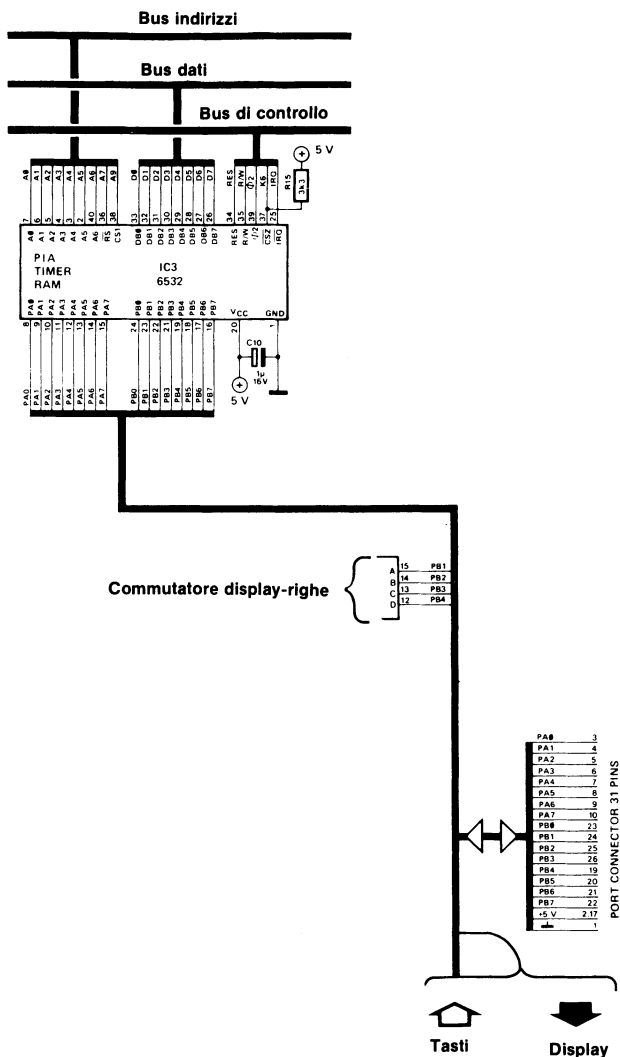 Bus indirizzi
Bus dati
Bus di controllo
5 V
R15
3k3
A0 A1 A2 A3 A4 A5 A6 A7 A9
D0 D1 D2 D3 D4 D5 D6 D7
RES R/W Φ2 K6 IRQ
7 6 5 4 3 2 40 36 38
33 32 31 30 29 28 27 26
34 35 39 37 25
A0 A1 A2 A3 A4 A5 A6 RS CS1
DB0 DB1 DB2 DB3 DB4 DB5 DB6 DB7
RES R/W Φ2 CS2 IRQ
PIA
TIMER
RAM
IC3
6532
PA0 PA1 PA2 PA3 PA4 PA5 PA6 PA7
PB0 PB1 PB2 PB3 PB4 PB5 PB6 PB7
VCC GND
8 9 10 11 12 13 14 15
24 23 22 21 19 18 17 16
20 1
C10
1µ
16V
5 V
PA0 PA1 PA2 PA3 PA4 PA5 PA6 PA7
PB0 PB1 PB2 PB3 PB4 PB5 PB6 PB7
Commutatore display-righe
A 15 PB1
B 14 PB2
C 13 PB3
D 12 PB4
PA0 3
PA1 4
PA2 5
PA3 6
PA4 7
PA5 8
PA6 9
PA7 10
PB0 23
PB1 24
PB2 25
PB3 26
PB4 19
PB5 20
PB6 21
PB7 22
+5 V 2.17
1
PORT CONNECTOR 31 PINS
Tasti
Display